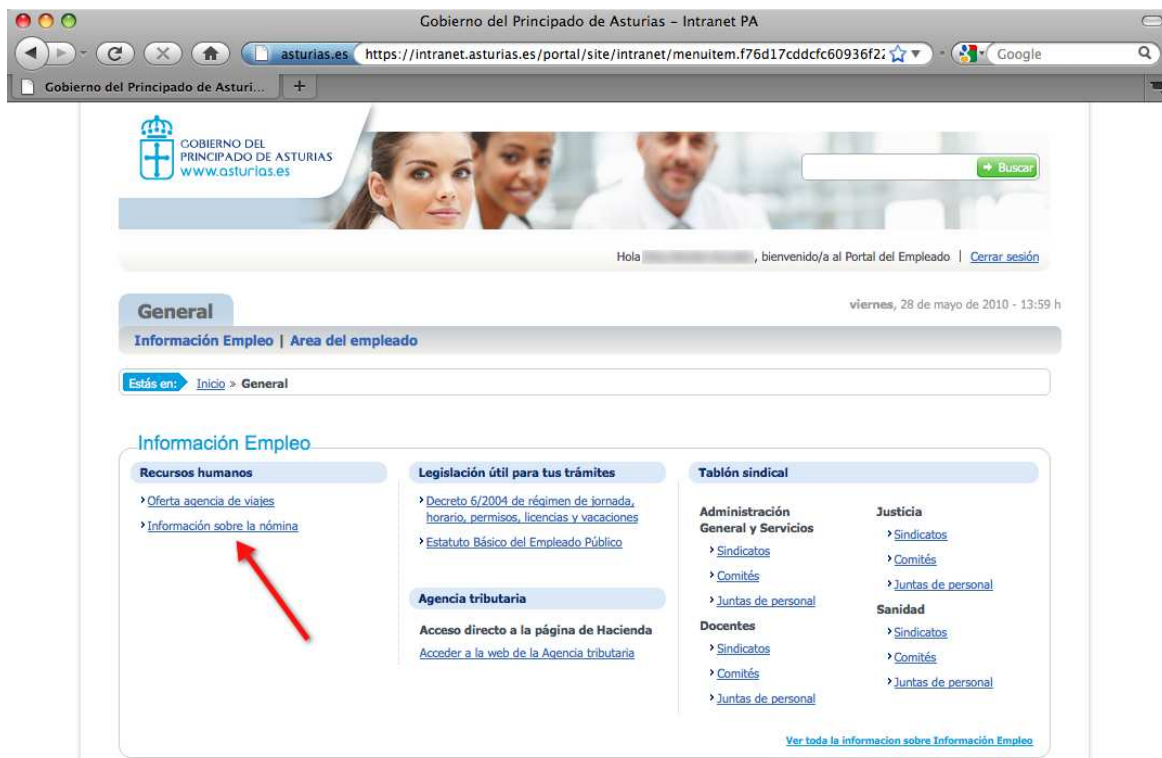 Gobierno del Principado de Asturias – Intranet PA
asturias.es https://intranet.asturias.es/portal/site/intranet/menuitem.f76d17cddcfc60936f22
Google
Gobierno del Principado de Asturi... +
GOBIERNO DEL
PRINCIPADO DE ASTURIAS
www.asturias.es
Buscar
Hola , bienvenido/a al Portal del Empleado | Cerrar sesión
General
viernes, 28 de mayo de 2010 - 13:59 h
Información Empleo | Area del empleado
Estás en: Inicio » General
Información Empleo
Recursos humanos
Oferta agencia de viajes
Información sobre la nómina
Legislación útil para tus trámites
Decreto 6/2004 de régimen de jornada,
horario, permisos, licencias y vacaciones
Estatuto Básico del Empleado Público
Agencia tributaria
Acceso directo a la página de Hacienda
Acceder a la web de la Agencia tributaria
Tablón sindical
Administración
General y Servicios
Sindicatos
Comités
Juntas de personal
Docentes
Sindicatos
Comités
Juntas de personal
Justicia
Sindicatos
Comités
Juntas de personal
Sanidad
Sindicatos
Comités
Juntas de personal
Ver toda la informacion sobre Información Empleo